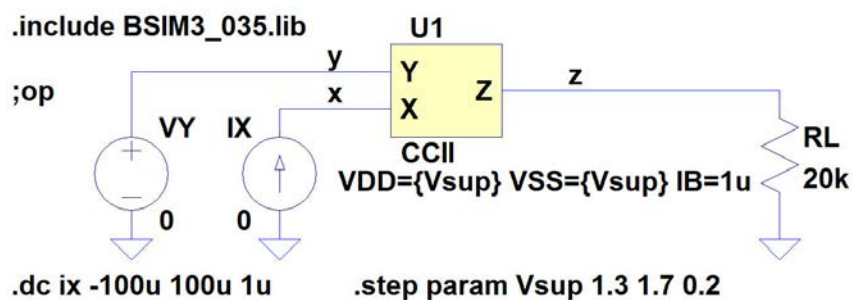 .include BSIM3_035.lib
U1
y
Y
;op
x
X
Z
z
VY
IX
CCII
RL
VDD={Vsup} VSS={Vsup} IB=1u
20k
0
0
.dc ix -100u 100u 1u
.step param Vsup 1.3 1.7 0.2